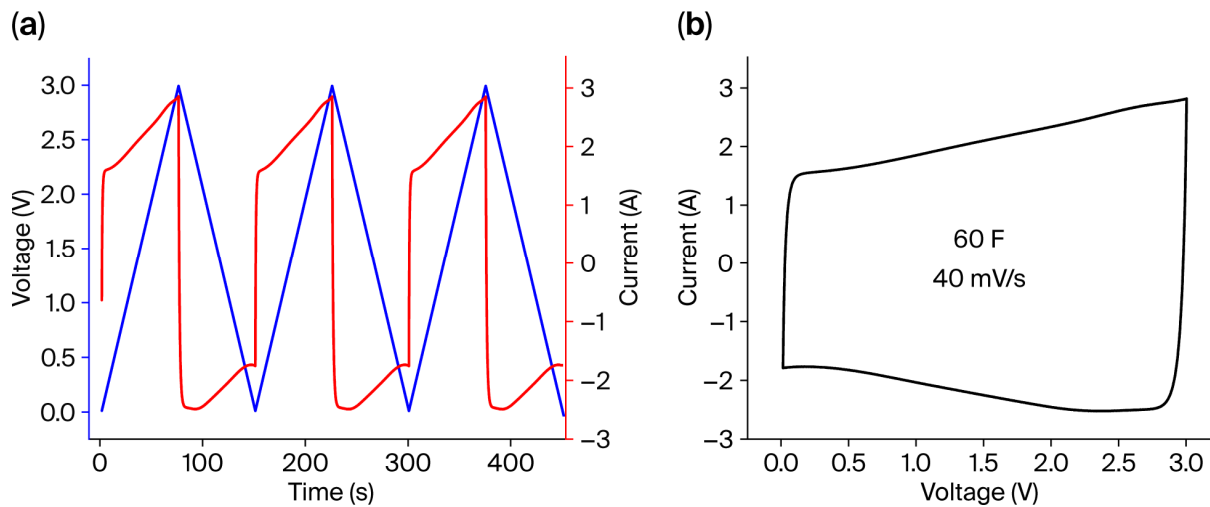 (a)
Voltage (V)
3.0
2.5
2.0
1.5
1.0
0.5
0.0
3
2
1
0
−1
−2
−3
Current (A)
0 100 200 300 400
Time (s)
(b)
Current (A)
3
2
1
0
−1
−2
−3
60 F
40 mV/s
0.0 0.5 1.0 1.5 2.0 2.5 3.0
Voltage (V)